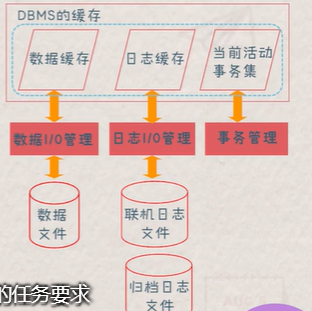 DBMS的缓存
数据缓存
日志缓存
当前活动
事务集
数据I/O管理
日志I/O管理
事务管理
数据
文件
联机日志
文件
归档日志
文件
的任务要求